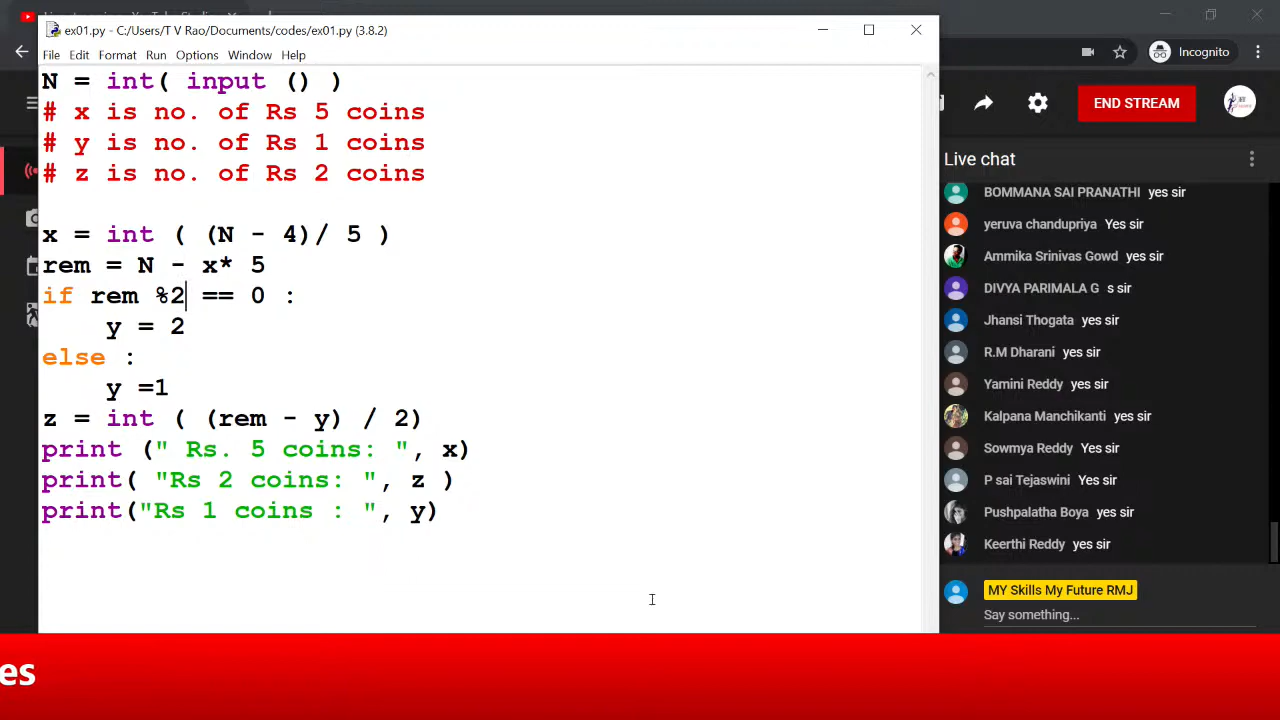 ex01.py - C:/Users/T V Rao/Documents/codes/ex01.py (3.8.2)
File Edit Format Run Options Window Help
N = int( input () )
# x is no. of Rs 5 coins
# y is no. of Rs 1 coins
# z is no. of Rs 2 coins
x = int ( (N - 4)/ 5 )
rem = N - x* 5
if rem %2 == 0 :
y = 2
else :
y =1
z = int ( (rem - y) / 2)
print (" Rs. 5 coins: ", x)
print( "Rs 2 coins: ", z )
print("Rs 1 coins : ", y)
Incognito
END STREAM
Live chat
BOMMANA SAI PRANATHI yes sir
yeruva chandupriya Yes sir
Ammika Srinivas Gowd yes sir
DIVYA PARIMALA G s sir
Jhansi Thogata yes sir
R.M Dharani yes sir
Yamini Reddy yes sir
Kalpana Manchikanti yes sir
Sowmya Reddy yes sir
P sai Tejaswini Yes sir
Pushpalatha Boya yes sir
Keerthi Reddy yes sir
MY Skills My Future RMJ
Say something...
es